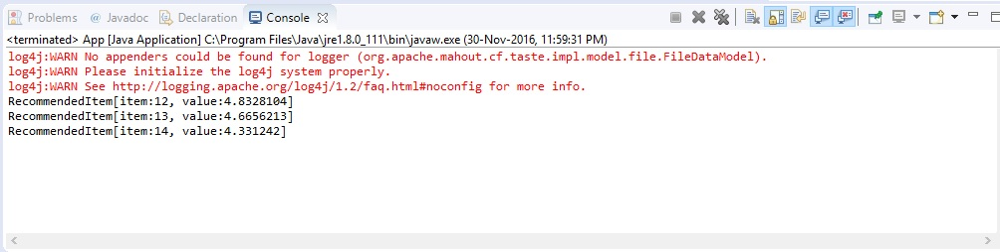 Problems @ Javadoc Declaration Console
<terminated> App [Java Application] C:\Program Files\Java\jre1.8.0_111\bin\javaw.exe (30-Nov-2016, 11:59:31 PM)
log4j:WARN No appenders could be found for logger (org.apache.mahout.cf.taste.impl.model.file.FileDataModel).
log4j:WARN Please initialize the log4j system properly.
log4j:WARN See http://logging.apache.org/log4j/1.2/faq.html#noconfig for more info.
RecommendedItem[item:12, value:4.8328104]
RecommendedItem[item:13, value:4.6656213]
RecommendedItem[item:14, value:4.331242]